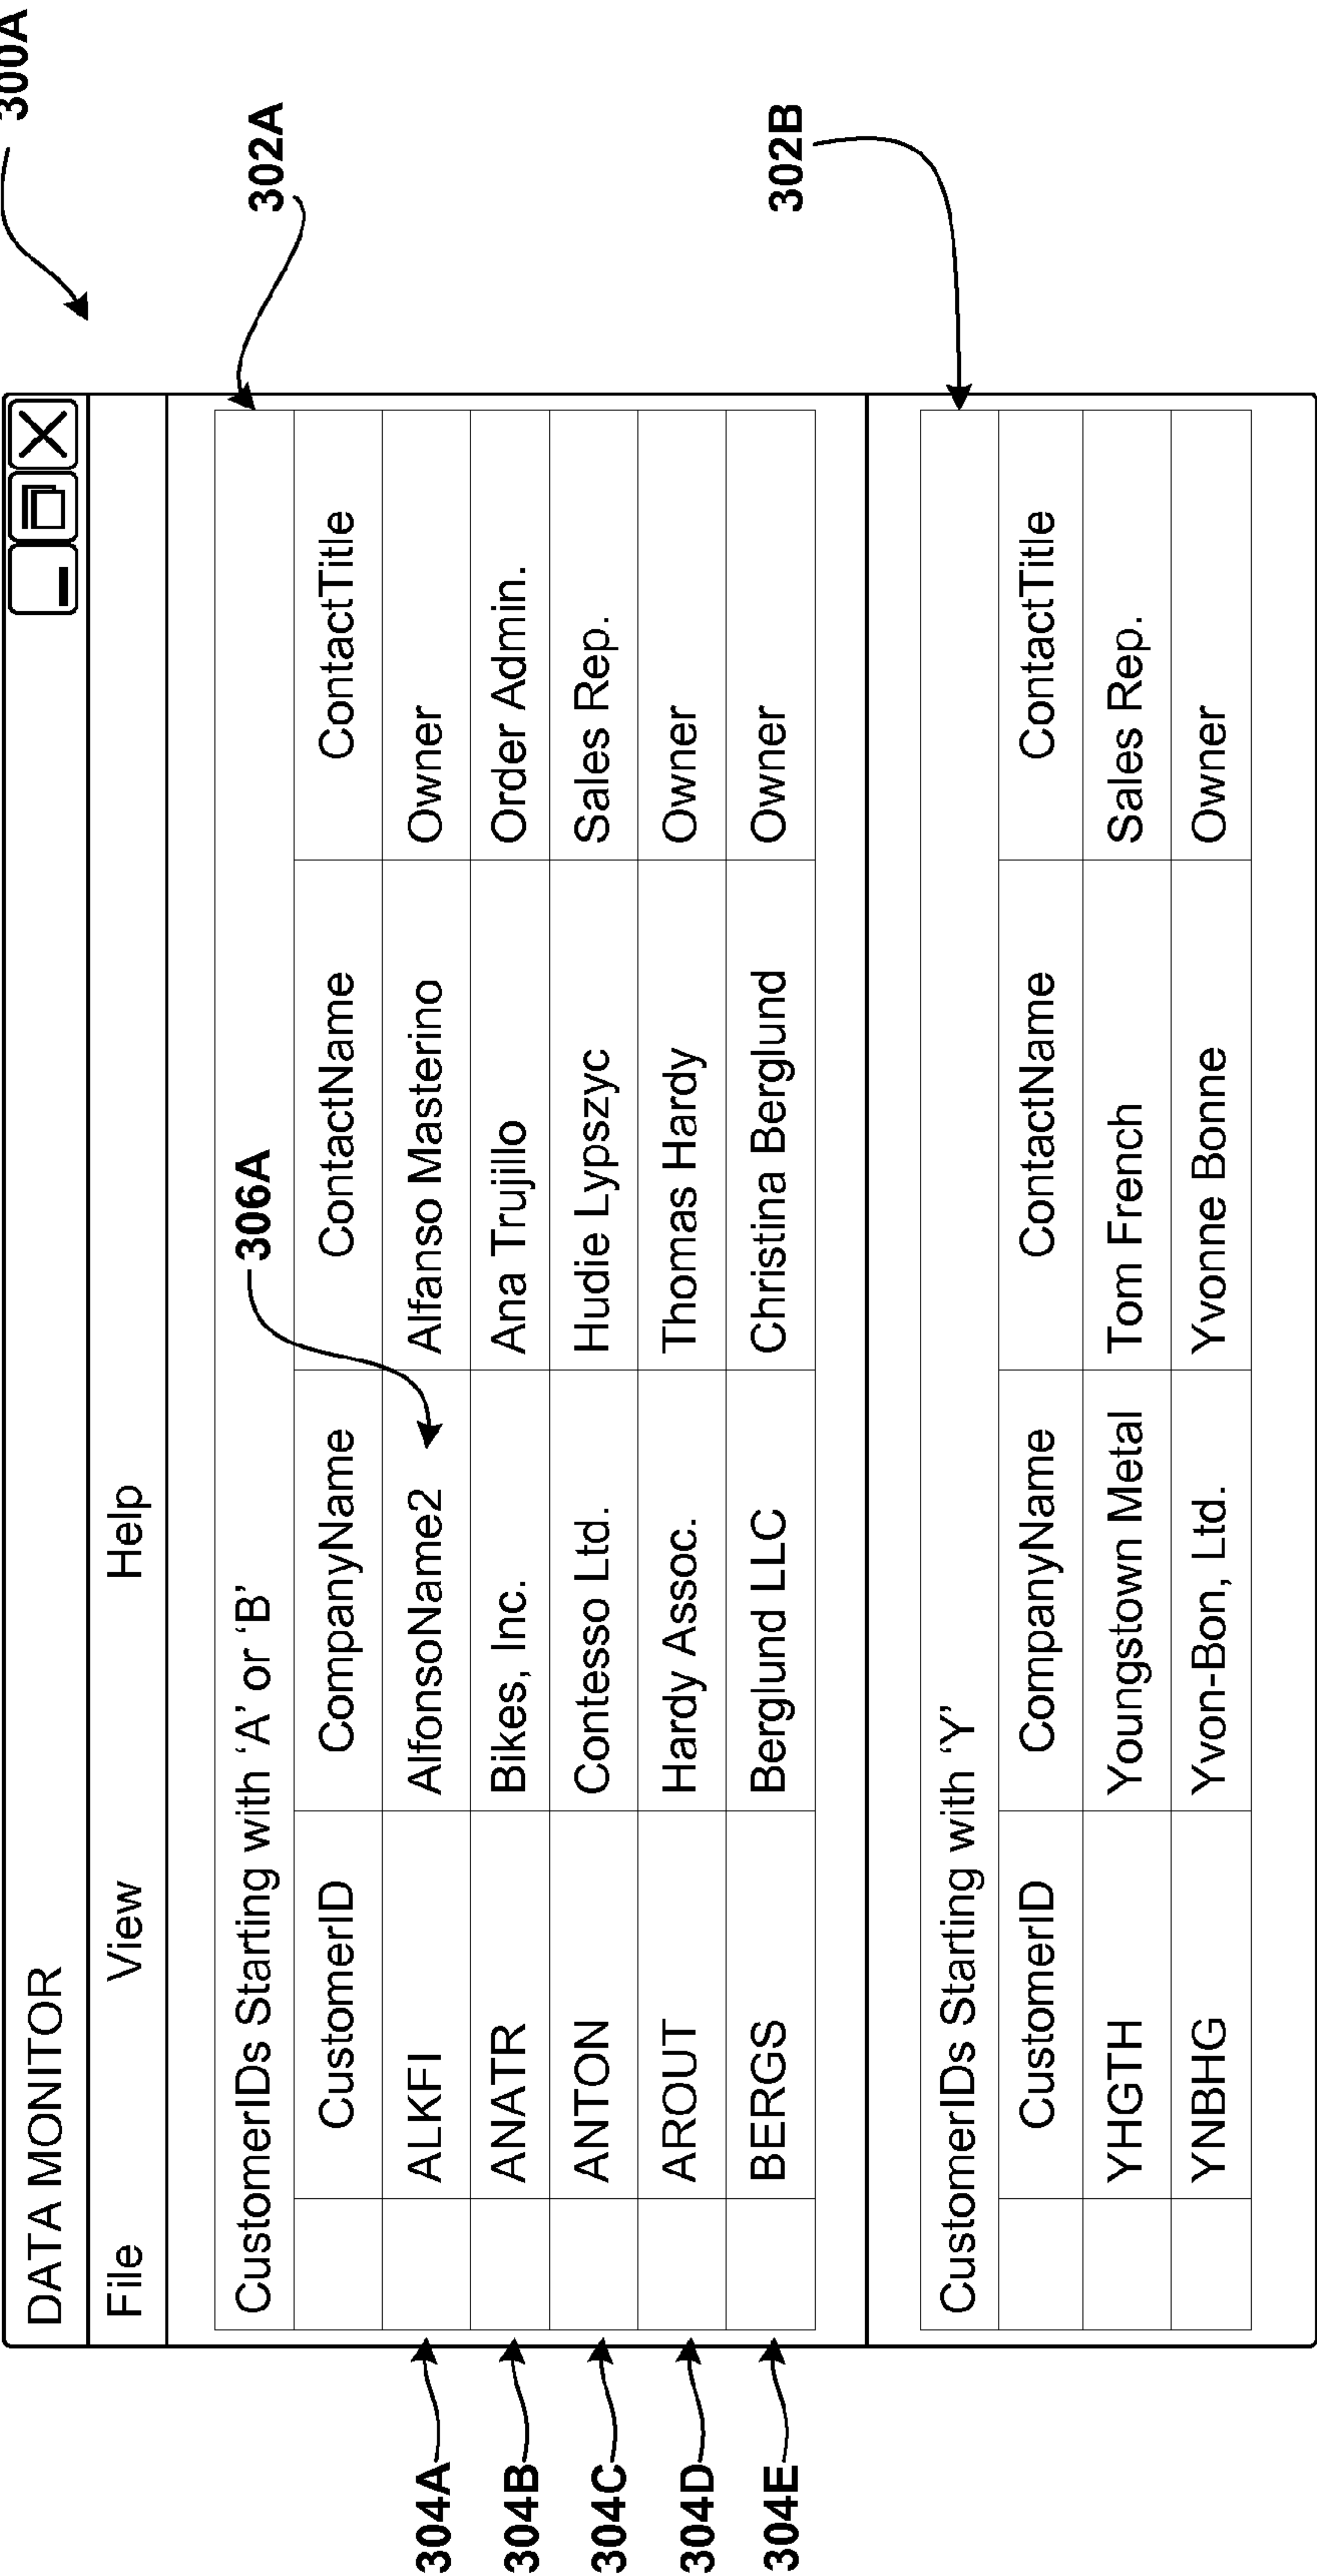 300A
DATA MONITOR
File View Help
302A
306A
CustomerIDs Starting with ‘A’ or ‘B’
CustomerID CompanyName ContactName ContactTitle
304A ALKFI AlfonsoName2 Alfanso Masterino Owner
304B ANATR Bikes, Inc. Ana Trujillo Order Admin.
304C ANTON Contesso Ltd. Hudie Lypszyc Sales Rep.
304D AROUT Hardy Assoc. Thomas Hardy Owner
304E BERGS Berglund LLC Christina Berglund Owner
302B
CustomerIDs Starting with ‘Y’
CustomerID CompanyName ContactName ContactTitle
YHGTH Youngstown Metal Tom French Sales Rep.
YNBHG Yvon-Bon, Ltd. Yvonne Bonne Owner